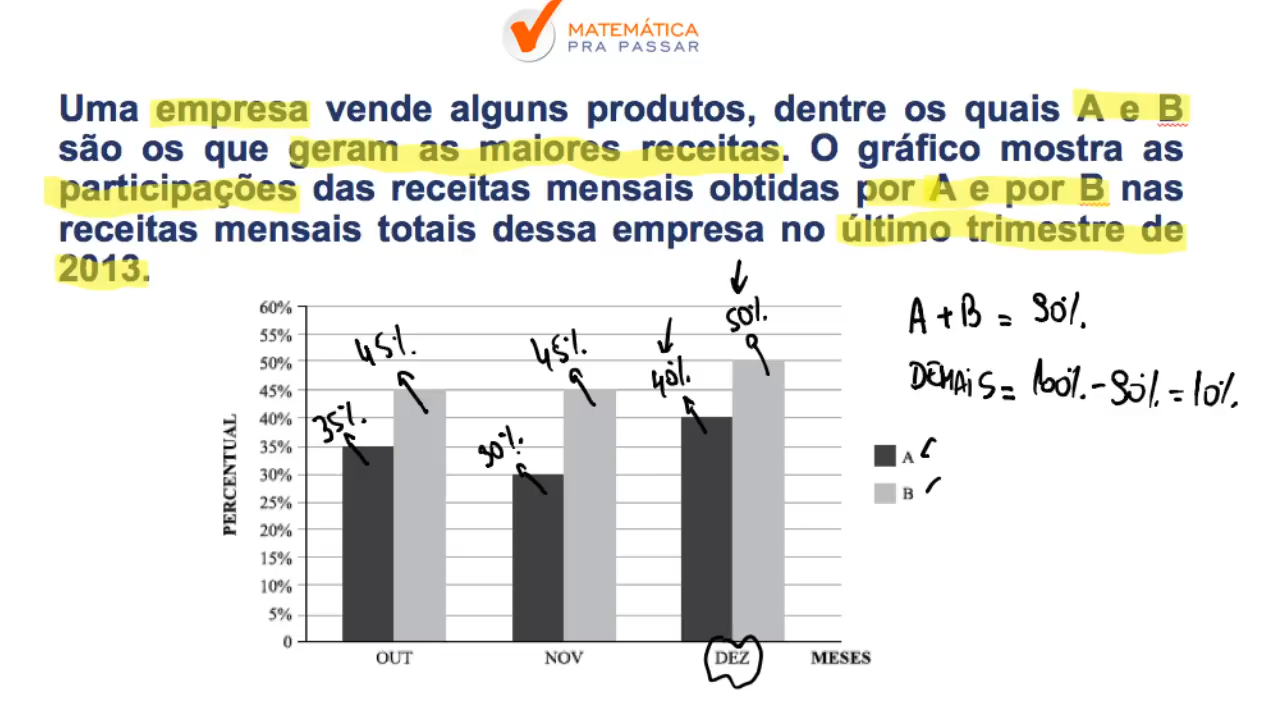 MATEMÁTICA
PRA PASSAR
Uma empresa vende alguns produtos, dentre os quais A e B
são os que geram as maiores receitas. O gráfico mostra as
participações das receitas mensais obtidas por A e por B nas
receitas mensais totais dessa empresa no último trimestre de
2013.
60%
55%
50%
45%
40%
35%
30%
25%
20%
15%
10%
5%
0
PERCENTUAL
35%.
45%.
30%.
45%.
40%.
50%.
OUT
NOV
DEZ
MESES
A + B = 90%.
DEMAIS = 100%. - 90%. = 10%.
A
B